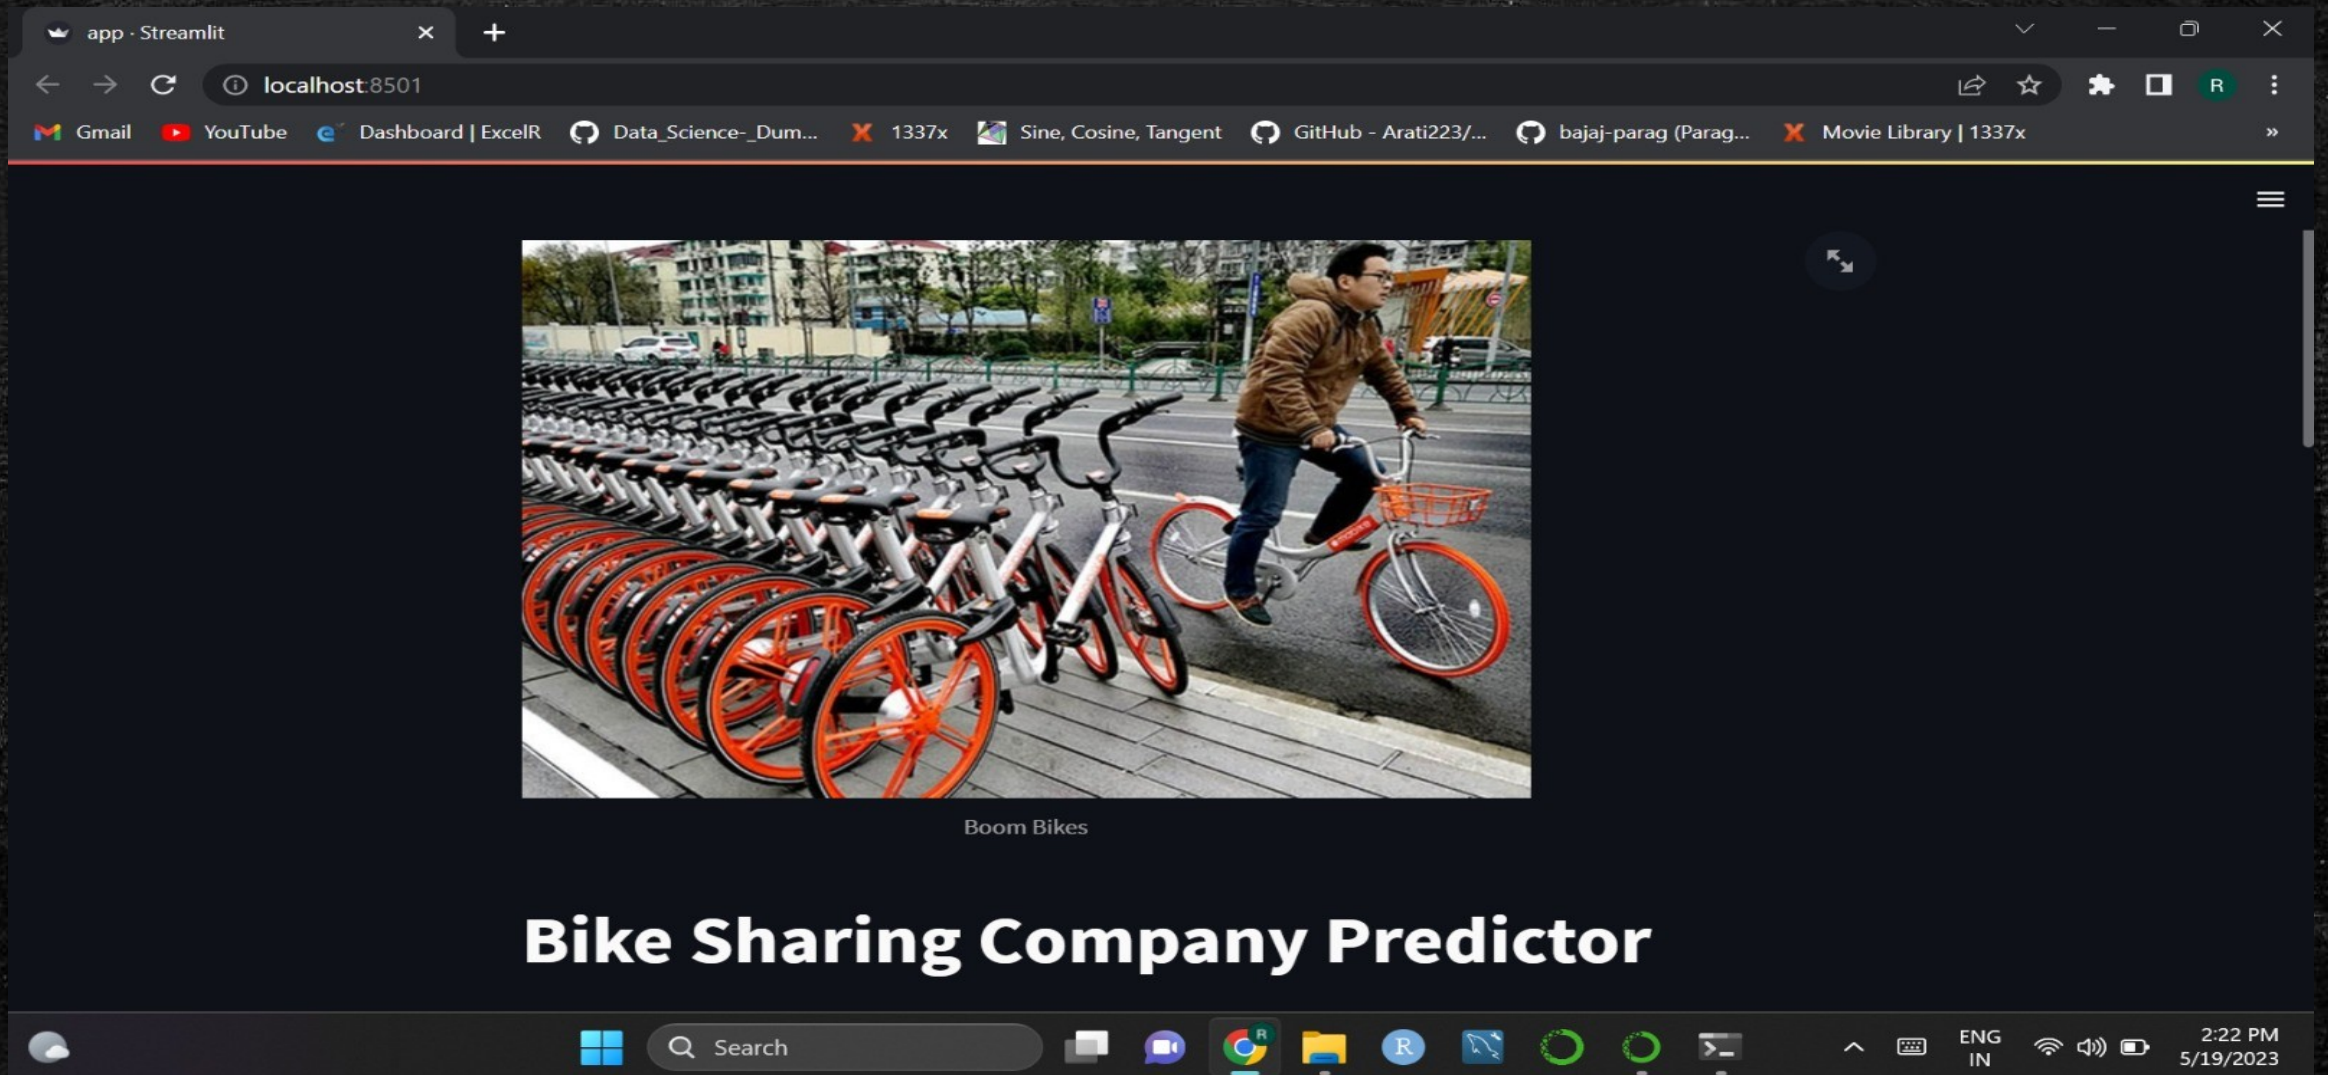 app · Streamlit
localhost:8501
R
Gmail YouTube Dashboard | ExcelR Data_Science-_Dum... 1337x Sine, Cosine, Tangent GitHub - Arati223/... bajaj-parag (Parag... Movie Library | 1337x »
Boom Bikes
Bike Sharing Company Predictor
Search
R
R
ENG
IN
2:22 PM
5/19/2023